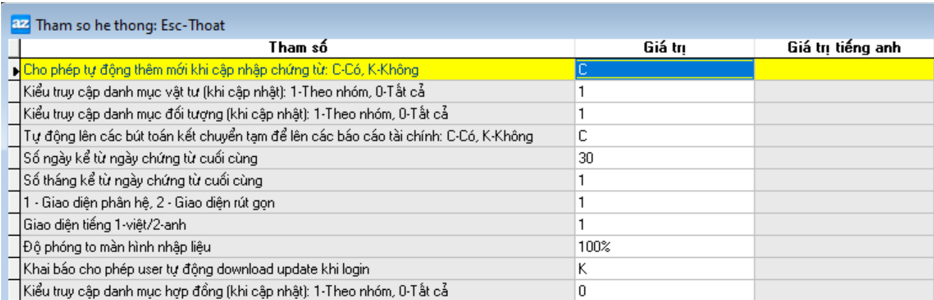 az Tham so he thong: Esc-Thoat
Tham số Giá trị Giá trị tiếng anh
Cho phép tự động thêm mới khi cập nhập chứng từ: C-Có, K-Không C
Kiểu truy cập danh mục vật tư (khi cập nhật): 1-Theo nhóm, 0-Tất cả 1
Kiểu truy cập danh mục đối tượng (khi cập nhật): 1-Theo nhóm, 0-Tất cả 1
Tự động lên các bút toán kết chuyển tạm để lên các báo cáo tài chính: C-Có, K-Không C
Số ngày kể từ ngày chứng từ cuối cùng 30
Số tháng kể từ ngày chứng từ cuối cùng 1
1 - Giao diện phân hệ, 2 - Giao diện rút gọn 1
Giao diện tiếng 1-việt/2-anh 1
Độ phóng to màn hình nhập liệu 100%
Khai báo cho phép user tự động download update khi login K
Kiểu truy cập danh mục hợp đồng (khi cập nhật): 1-Theo nhóm, 0-Tất cả 0